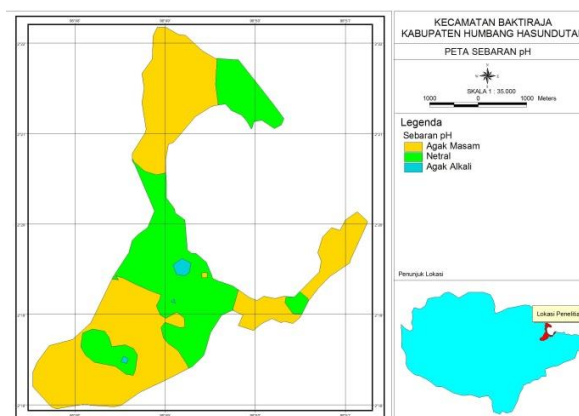 KECAMATAN BAKTIRAJA
KABUPATEN HUMBANG HASUNDUTAN
PETA SEBARAN pH
SKALA 1 : 35.000
1000 0 1000 Meters
Legenda
Sebaran pH
Agak Masam
Netral
Agak Alkali
Penunjuk Lokasi
Lokasi Penelitia